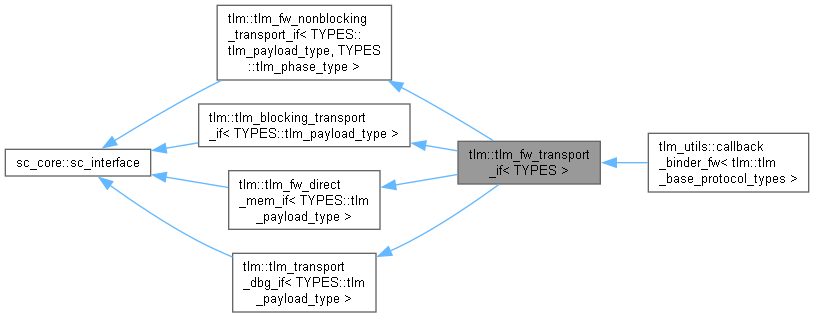 tlm::tlm_fw_nonblocking
_transport_if< TYPES::
tlm_payload_type, TYPES
::tlm_phase_type >
tlm::tlm_blocking_transport
_if< TYPES::tlm_payload_type >
sc_core::sc_interface
tlm::tlm_fw_direct
_mem_if< TYPES::tlm
_payload_type >
tlm::tlm_transport
_dbg_if< TYPES::tlm
_payload_type >
tlm::tlm_fw_transport
_if< TYPES >
tlm_utils::callback
_binder_fw< tlm::tlm
_base_protocol_types >